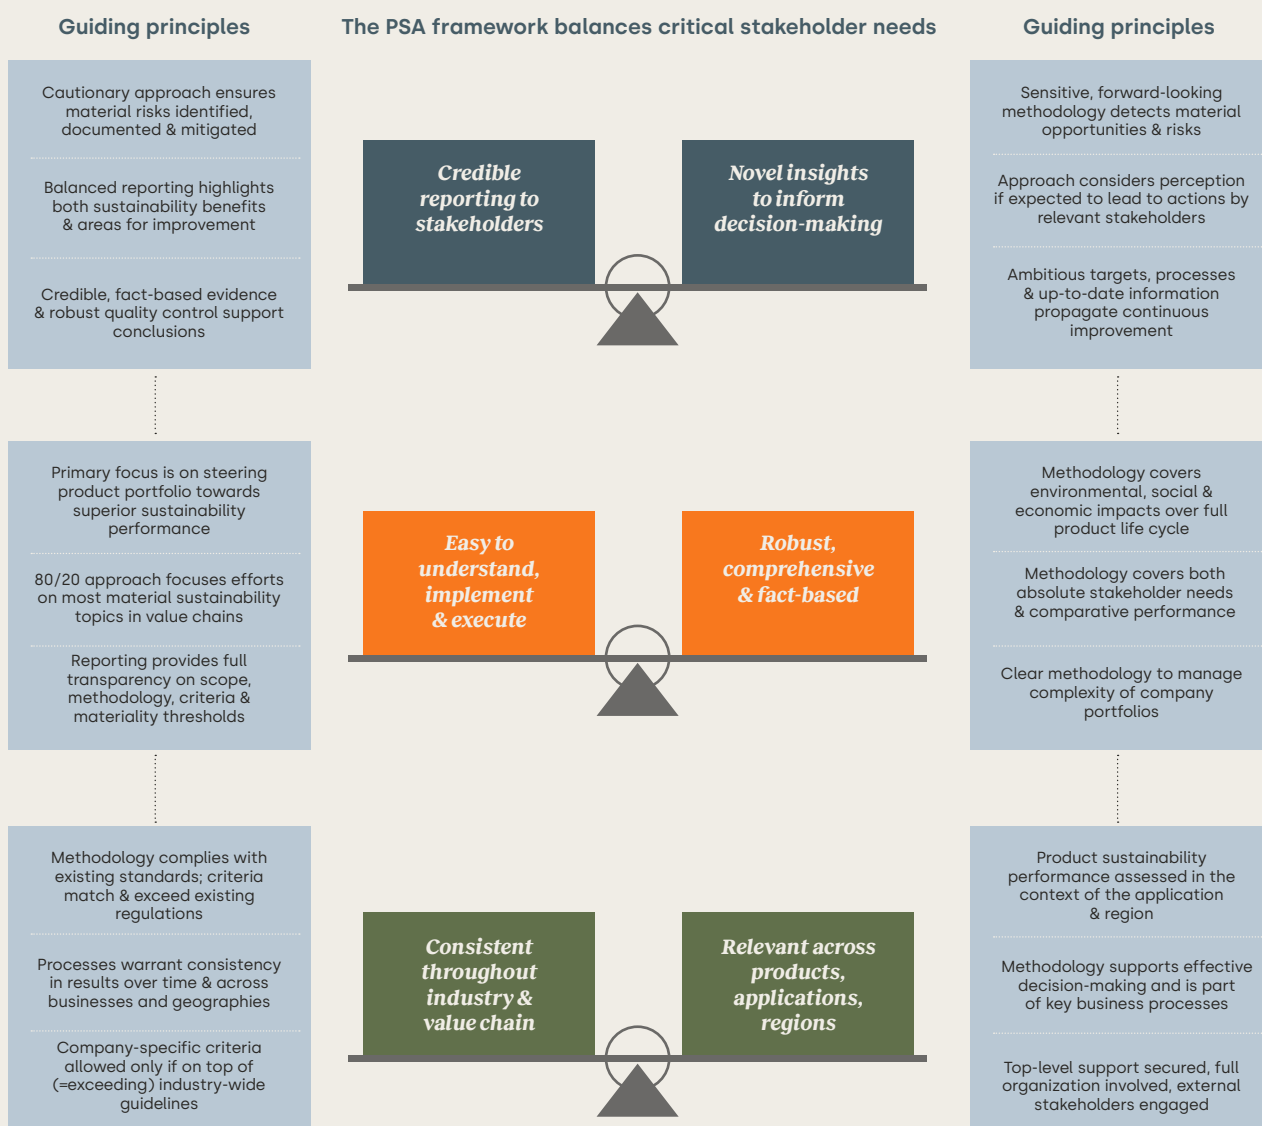 Guiding principles
The PSA framework balances critical stakeholder needs
Guiding principles
Cautionary approach ensures
material risks identified,
documented & mitigated
Balanced reporting highlights
both sustainability benefits
& areas for improvement
Credible, fact-based evidence
& robust quality control support
conclusions
Credible
reporting to
stakeholders
Novel insights
to inform
decision-making
Sensitive, forward-looking
methodology detects material
opportunities & risks
Approach considers perception
if expected to lead to actions by
relevant stakeholders
Ambitious targets, processes
& up-to-date information
propagate continuous
improvement
Primary focus is on steering
product portfolio towards
superior sustainability
performance
80/20 approach focuses efforts
on most material sustainability
topics in value chains
Reporting provides full
transparency on scope,
methodology, criteria &
materiality thresholds
Easy to
understand,
implement
& execute
Robust,
comprehensive
& fact-based
Methodology covers
environmental, social &
economic impacts over full
product life cycle
Methodology covers both
absolute stakeholder needs
& comparative performance
Clear methodology to manage
complexity of company
portfolios
Methodology complies with
existing standards; criteria
match & exceed existing
regulations
Processes warrant consistency
in results over time & across
businesses and geographies
Company-specific criteria
allowed only if on top of
(=exceeding) industry-wide
guidelines
Consistent
throughout
industry &
value chain
Relevant across
products,
applications,
regions
Product sustainability
performance assessed in the
context of the application
& region
Methodology supports effective
decision-making and is part
of key business processes
Top-level support secured, full
organization involved, external
stakeholders engaged